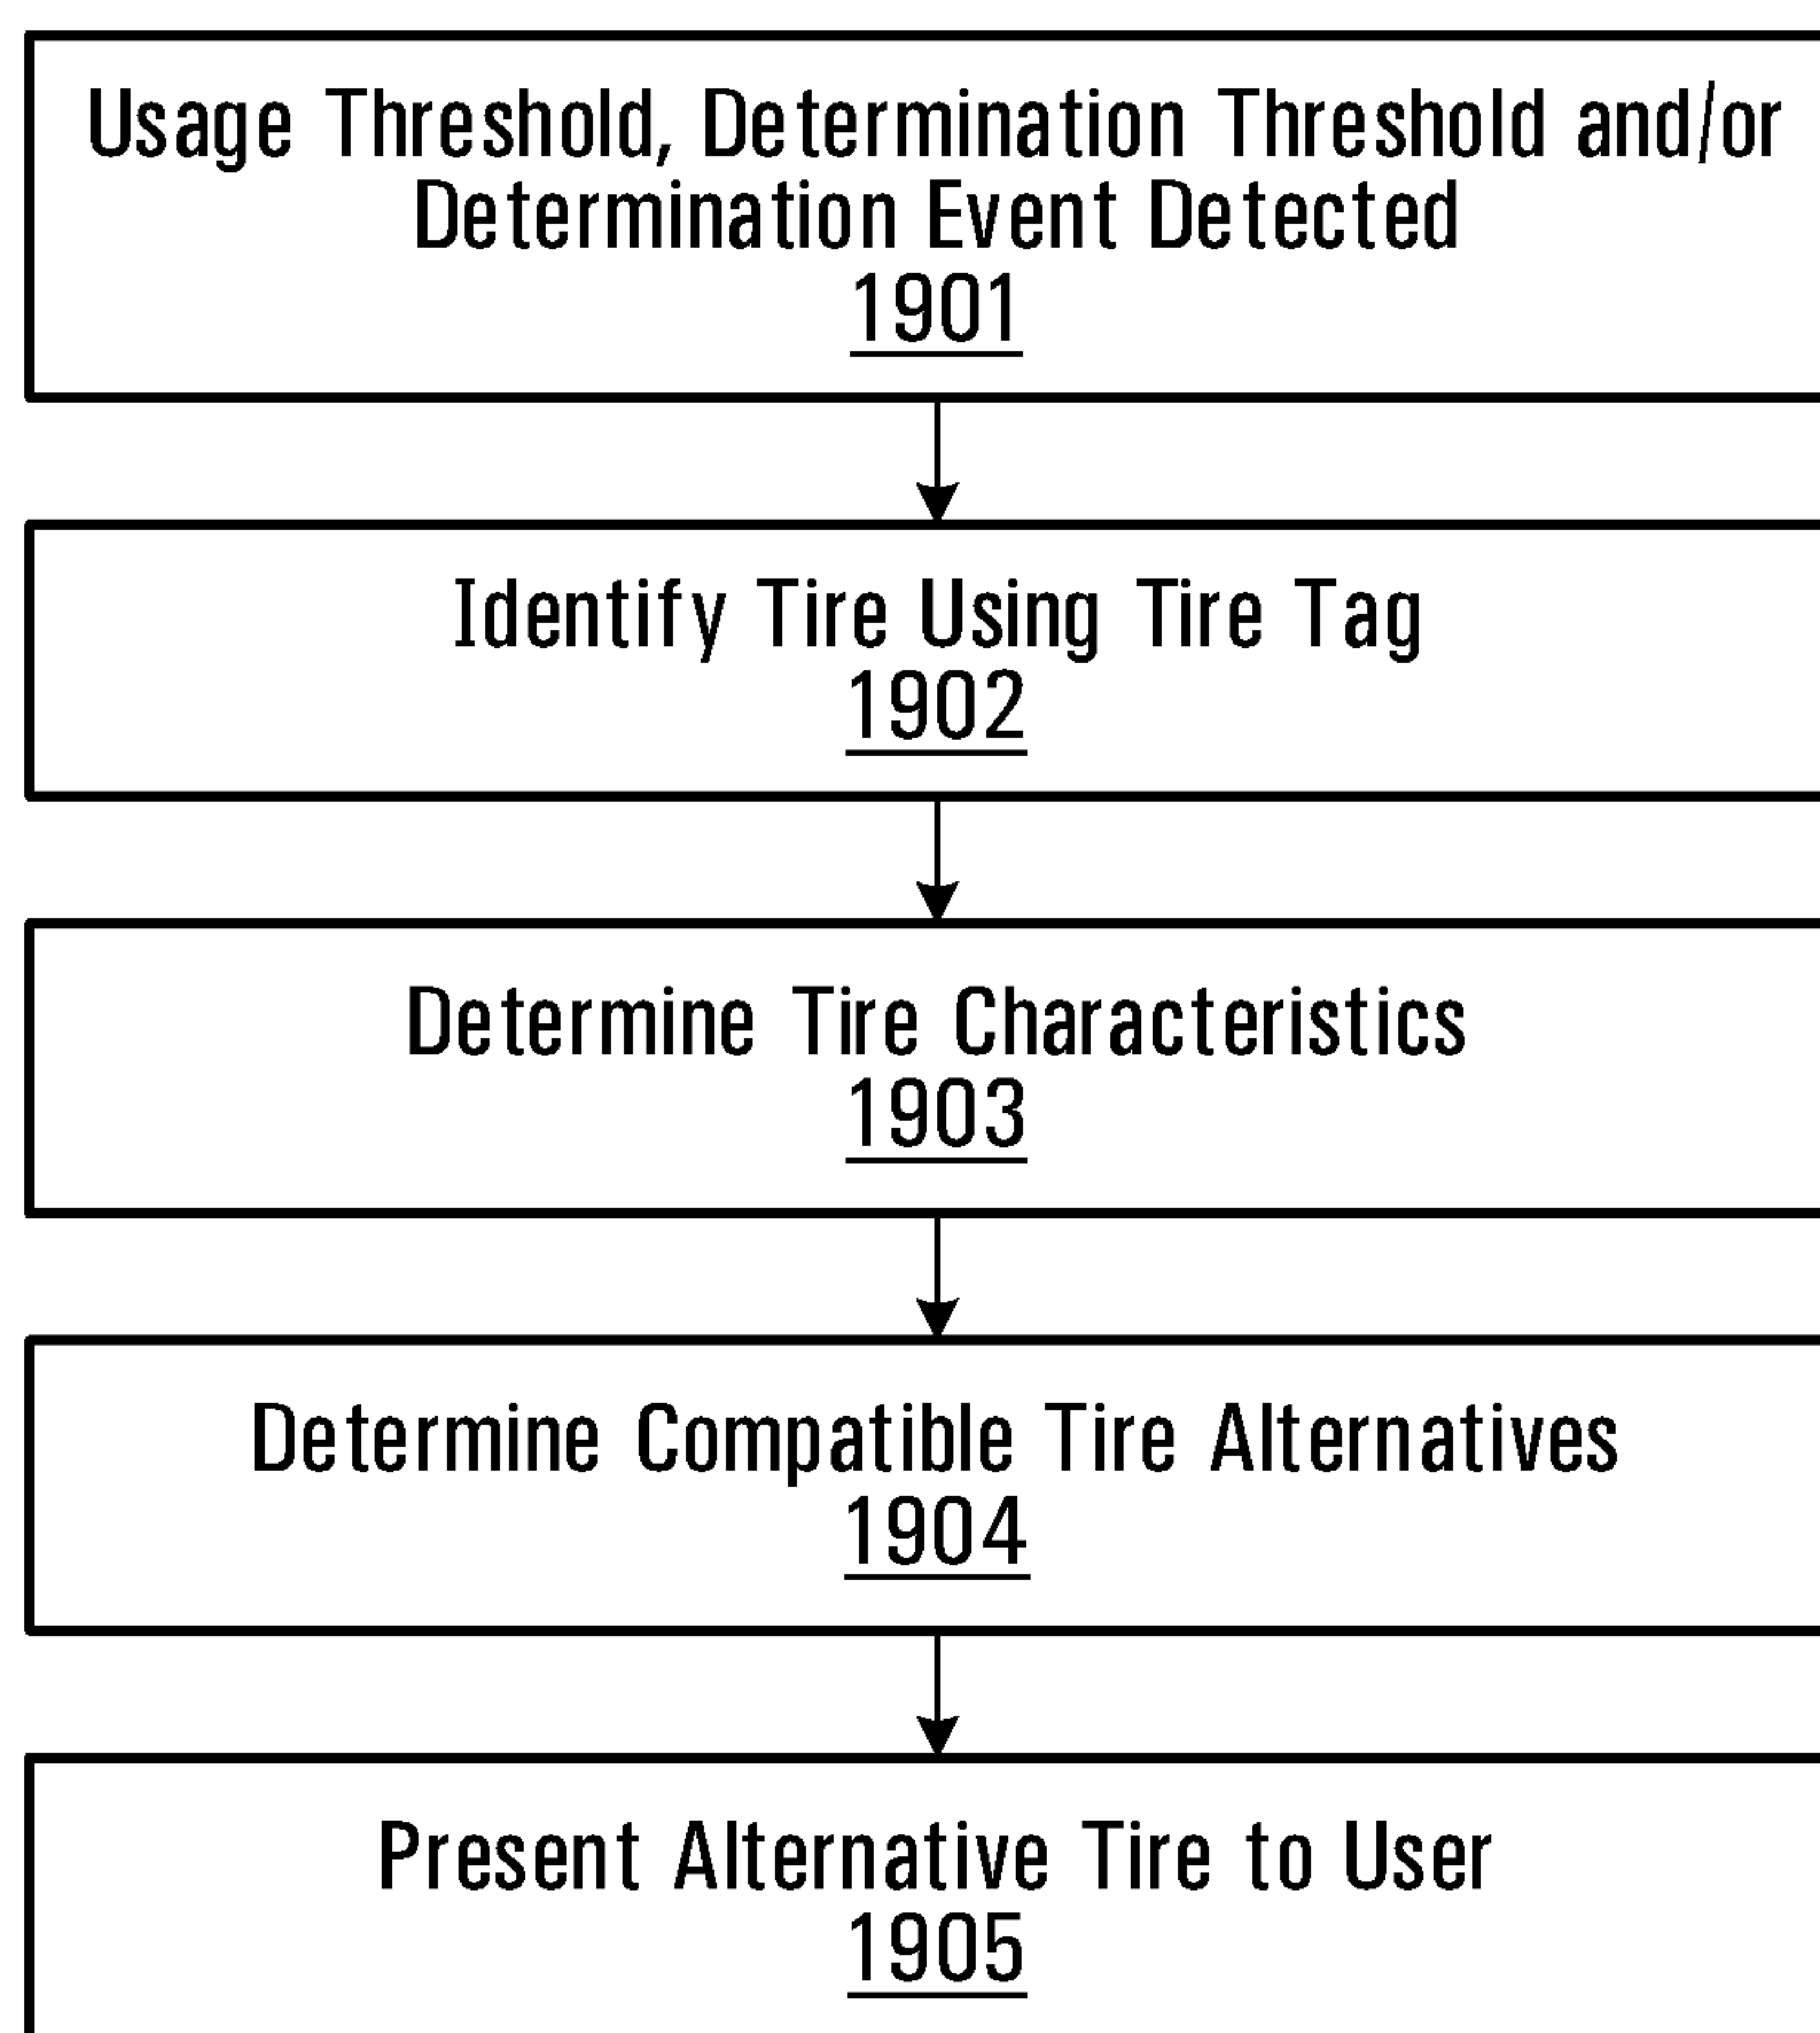 Usage Threshold, Determination Threshold and/or
Determination Event Detected
1901
Identify Tire Using Tire Tag
1902
Determine Tire Characteristics
1903
Determine Compatible Tire Alternatives
1904
Present Alternative Tire to User
1905